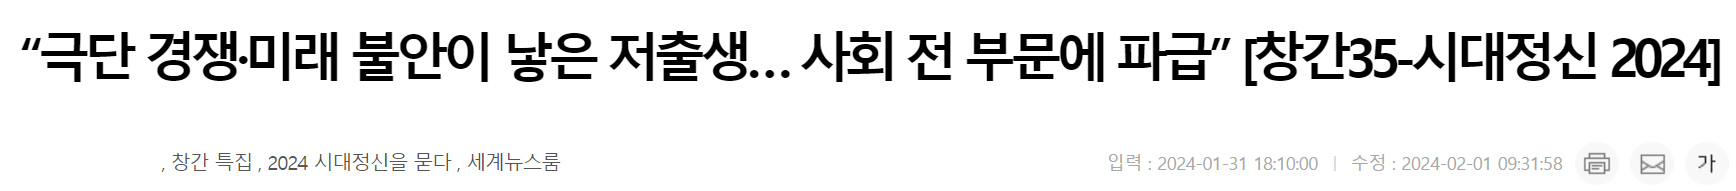 “극단 경쟁·미래 불안이 낳은 저출생… 사회 전 부문에 파급” [창간35-시대정신 2024]
, 창간 특집 , 2024 시대정신을 묻다 , 세계뉴스룸
입력 : 2024-01-31 18:10:00 | 수정 : 2024-02-01 09:31:58
가